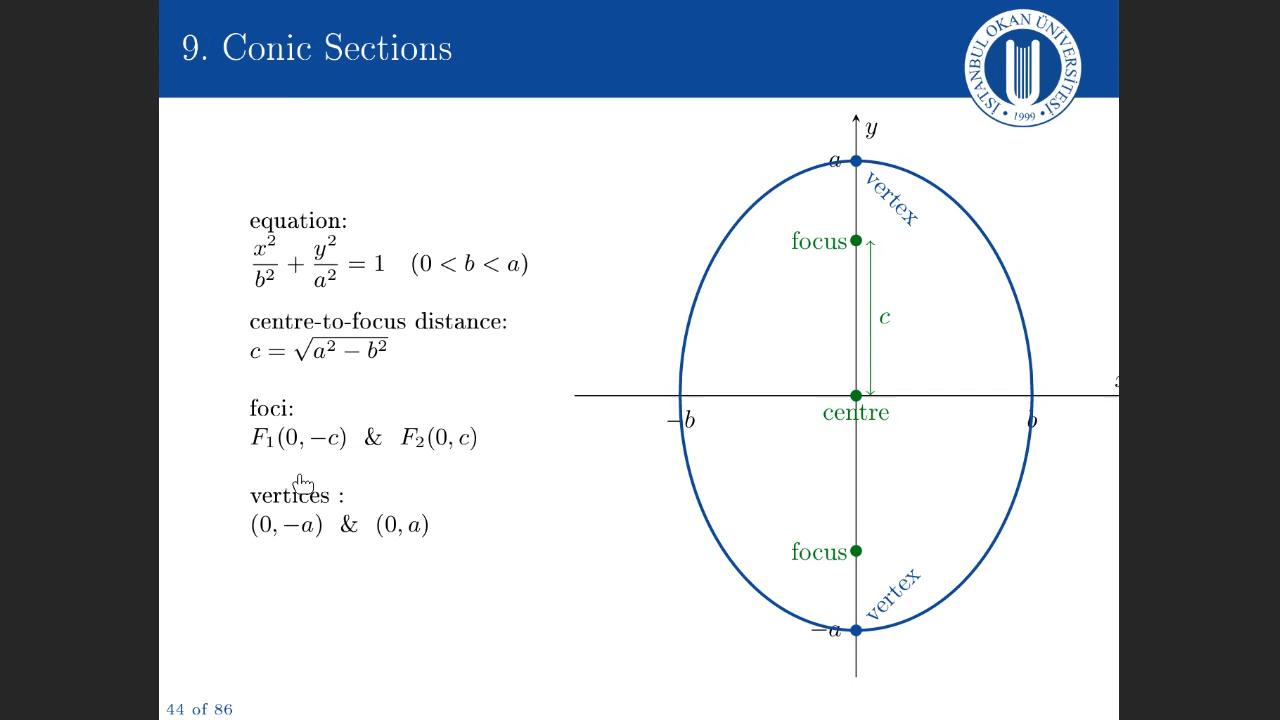 9. Conic Sections
İSTANBUL OKAN ÜNİVERSİTESİ
• 1999 •
equation:
x²/b² + y²/a² = 1 (0 < b < a)
centre-to-focus distance:
c = √(a² − b²)
foci:
F₁(0, −c) & F₂(0, c)
vertices :
(0, −a) & (0, a)
y
a
vertex
focus
c
centre
−b
b
focus
vertex
−a
44 of 86